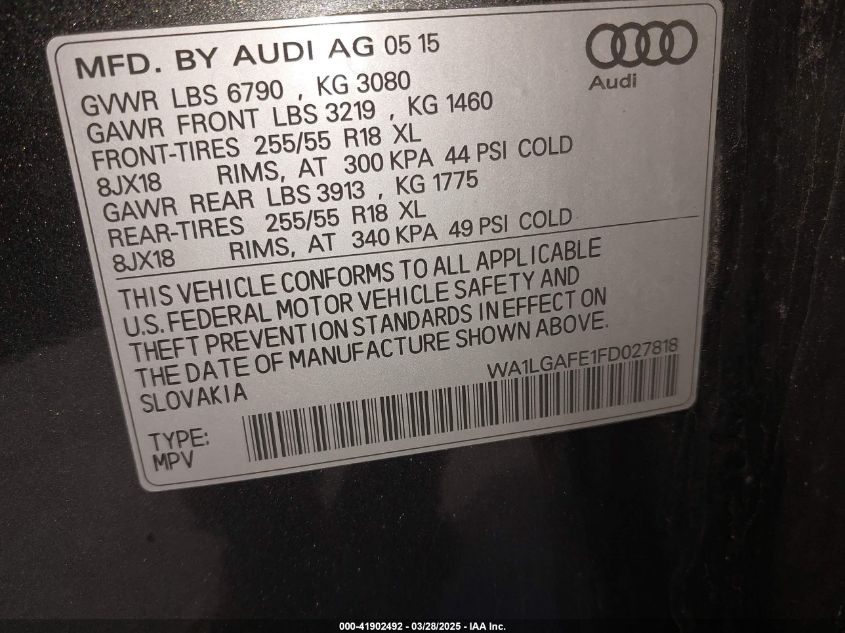 MFD. BY AUDI AG 05 15
Audi
GVWR LBS 6790 , KG 3080
GAWR FRONT LBS 3219 , KG 1460
FRONT-TIRES 255/55 R18 XL
8JX18 RIMS, AT 300 KPA 44 PSI COLD
GAWR REAR LBS 3913 , KG 1775
REAR-TIRES 255/55 R18 XL
8JX18 RIMS, AT 340 KPA 49 PSI COLD
THIS VEHICLE CONFORMS TO ALL APPLICABLE
U.S. FEDERAL MOTOR VEHICLE SAFETY AND
THEFT PREVENTION STANDARDS IN EFFECT ON
THE DATE OF MANUFACTURE SHOWN ABOVE.
SLOVAKIA
WA1LGAFE1FD027818
TYPE:
MPV
000-41902492 - 03/28/2025 - IAA Inc.